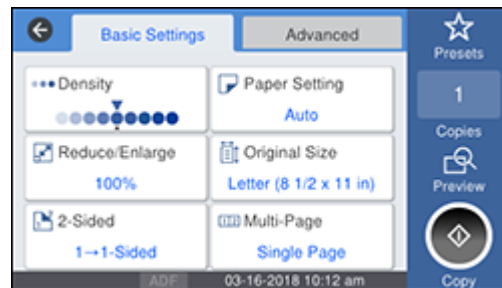 Basic Settings
Advanced
Presets
Density
Paper Setting
Auto
1
Copies
Reduce/Enlarge
100%
Original Size
Letter (8 1/2 x 11 in)
Preview
2-Sided
1→1-Sided
Multi-Page
Single Page
ADF
03-16-2018 10:12 am
Copy